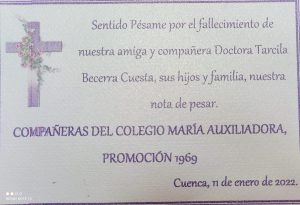 Sentido Pésame por el fallecimiento de
nuestra amiga y compañera Doctora Tarcila
Becerra Cuesta, sus hijos y familia, nuestra
nota de pesar.
COMPAÑERAS DEL COLEGIO MARÍA AUXILIADORA,
PROMOCIÓN 1969
Cuenca, 11 de enero de 2022.